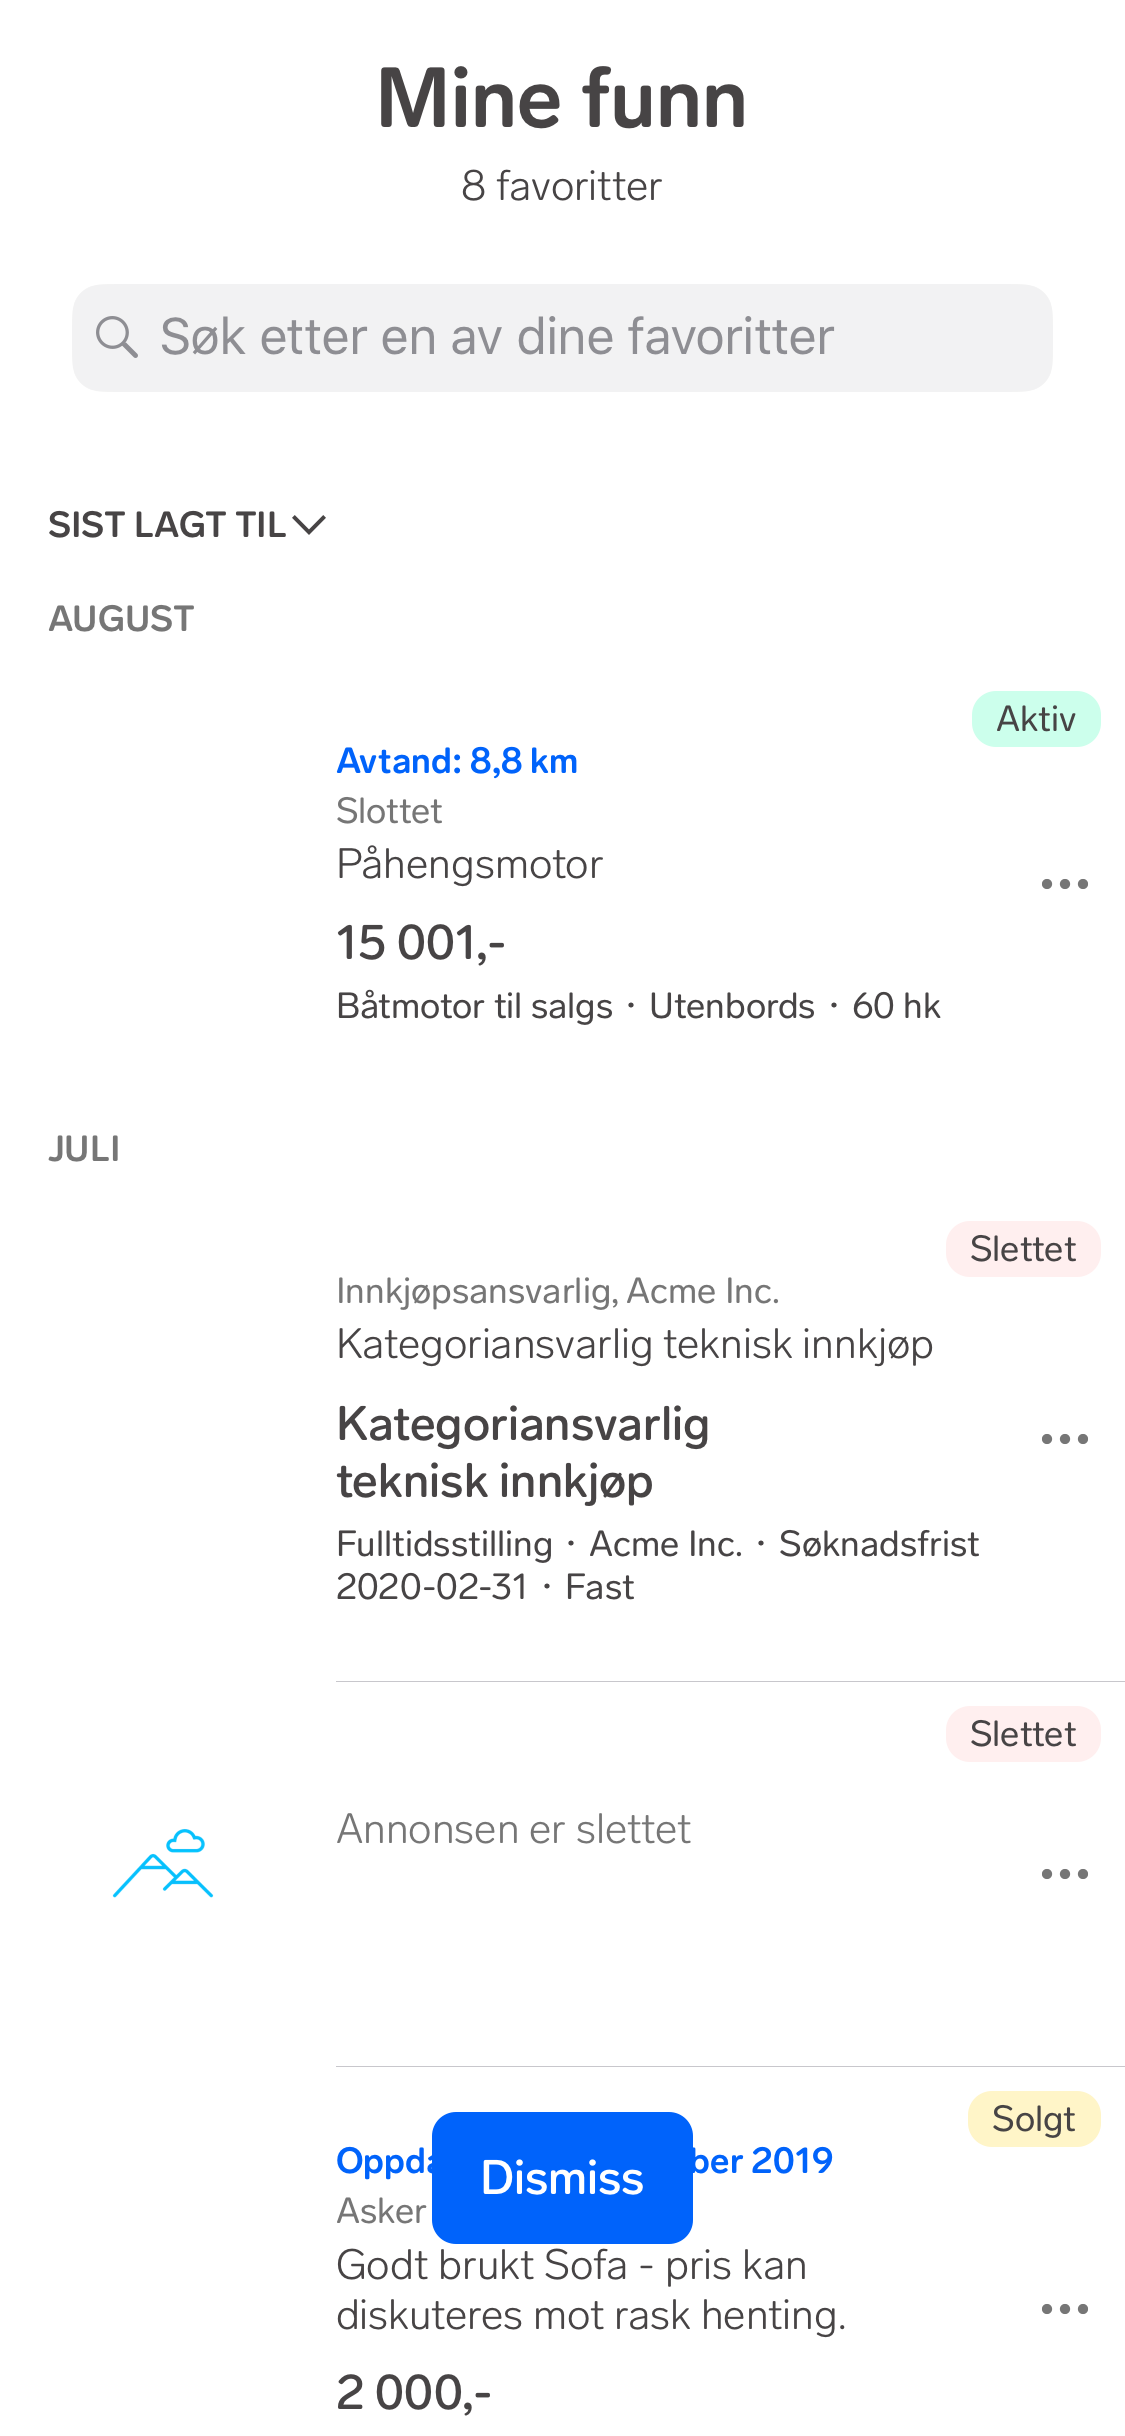 Mine funn
8 favoritter
Søk etter en av dine favoritter
SIST LAGT TIL
AUGUST
Aktiv
Avtand: 8,8 km
Slottet
Påhengsmotor
15 001,-
Båtmotor til salgs · Utenbords · 60 hk
JULI
Slettet
Innkjøpsansvarlig, Acme Inc.
Kategoriansvarlig teknisk innkjøp
Kategoriansvarlig
teknisk innkjøp
Fulltidsstilling · Acme Inc. · Søknadsfrist
2020-02-31 · Fast
Slettet
Annonsen er slettet
Solgt
2019
Dismiss
Asker
Godt brukt Sofa - pris kan
diskuteres mot rask henting.
2 000,-